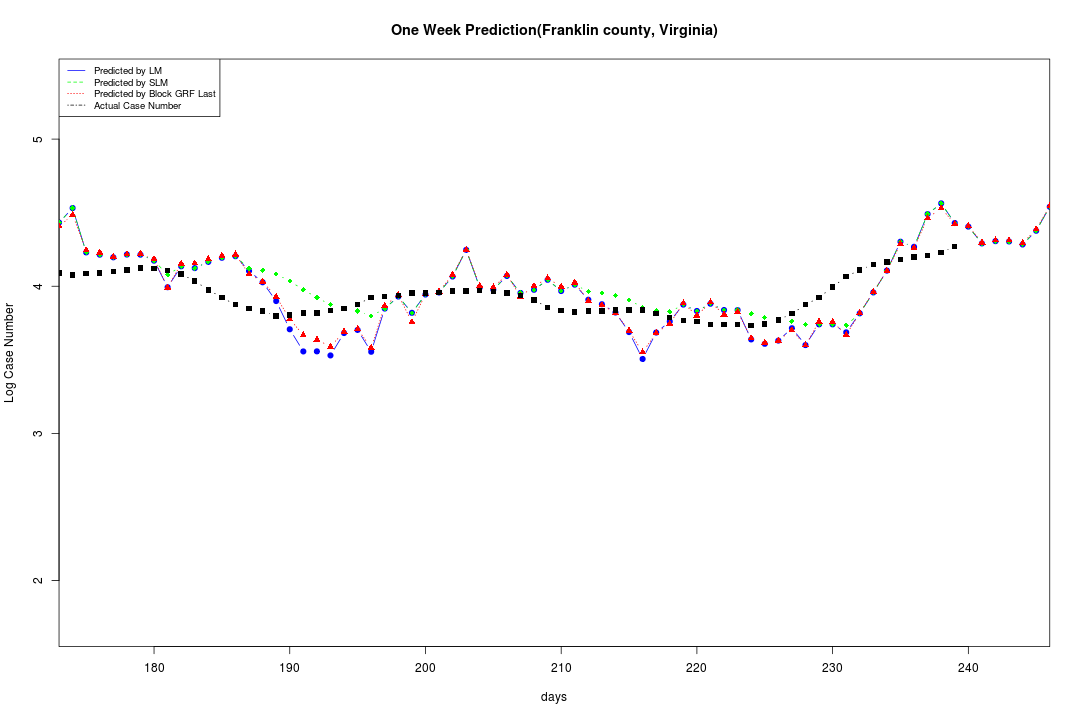 One Week Prediction(Franklin county, Virginia)
Predicted by LM
Predicted by SLM
Predicted by Block GRF Last
Actual Case Number
5
4
3
2
Log Case Number
180 190 200 210 220 230 240
days